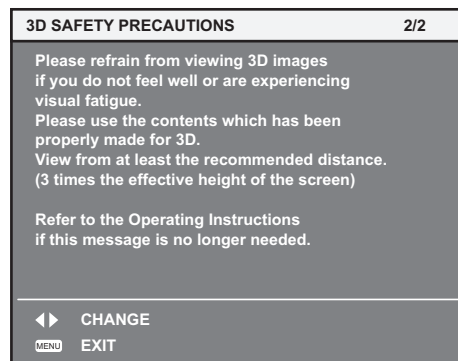 3D SAFETY PRECAUTIONS 2/2
Please refrain from viewing 3D images
if you do not feel well or are experiencing
visual fatigue.
Please use the contents which has been
properly made for 3D.
View from at least the recommended distance.
(3 times the effective height of the screen)
Refer to the Operating Instructions
if this message is no longer needed.
CHANGE
MENU EXIT